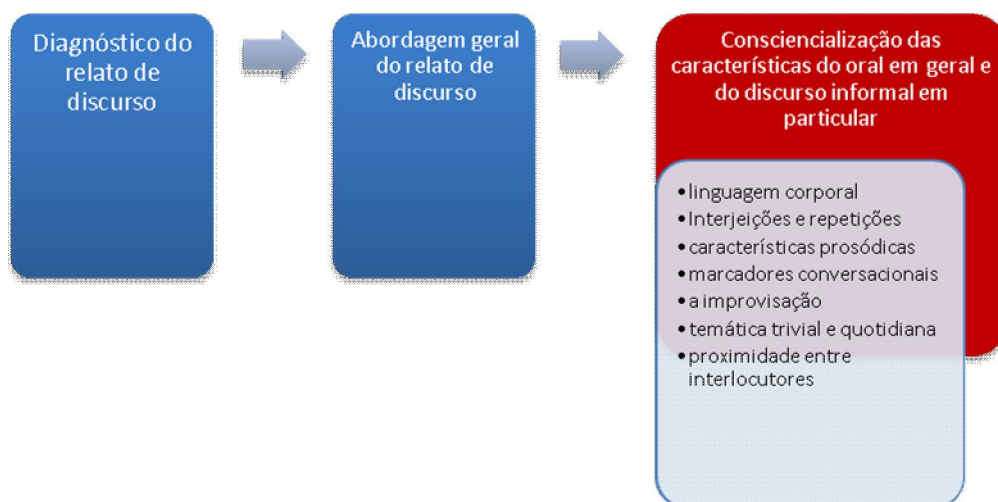 Diagnóstico do
relato de
discurso
Abordagem geral
do relato de
discurso
Consciencialização das
características do oral em geral e
do discurso informal em
particular
•linguagem corporal
•Interjeições e repetições
•características prosódicas
•marcadores conversacionais
•a improvisação
•temática trivial e quotidiana
•proximidade entre
interlocutores